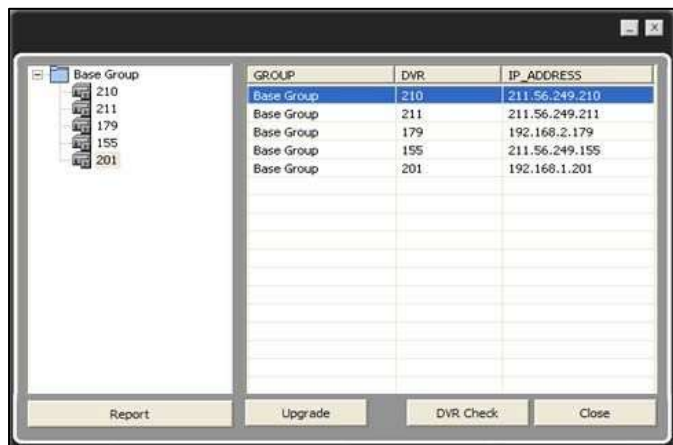 Base Group
210
211
179
155
201
GROUP DVR IP_ADDRESS
Base Group 210 211.56.249.210
Base Group 211 211.56.249.211
Base Group 179 192.168.2.179
Base Group 155 211.56.249.155
Base Group 201 192.168.1.201
Report Upgrade DVR Check Close